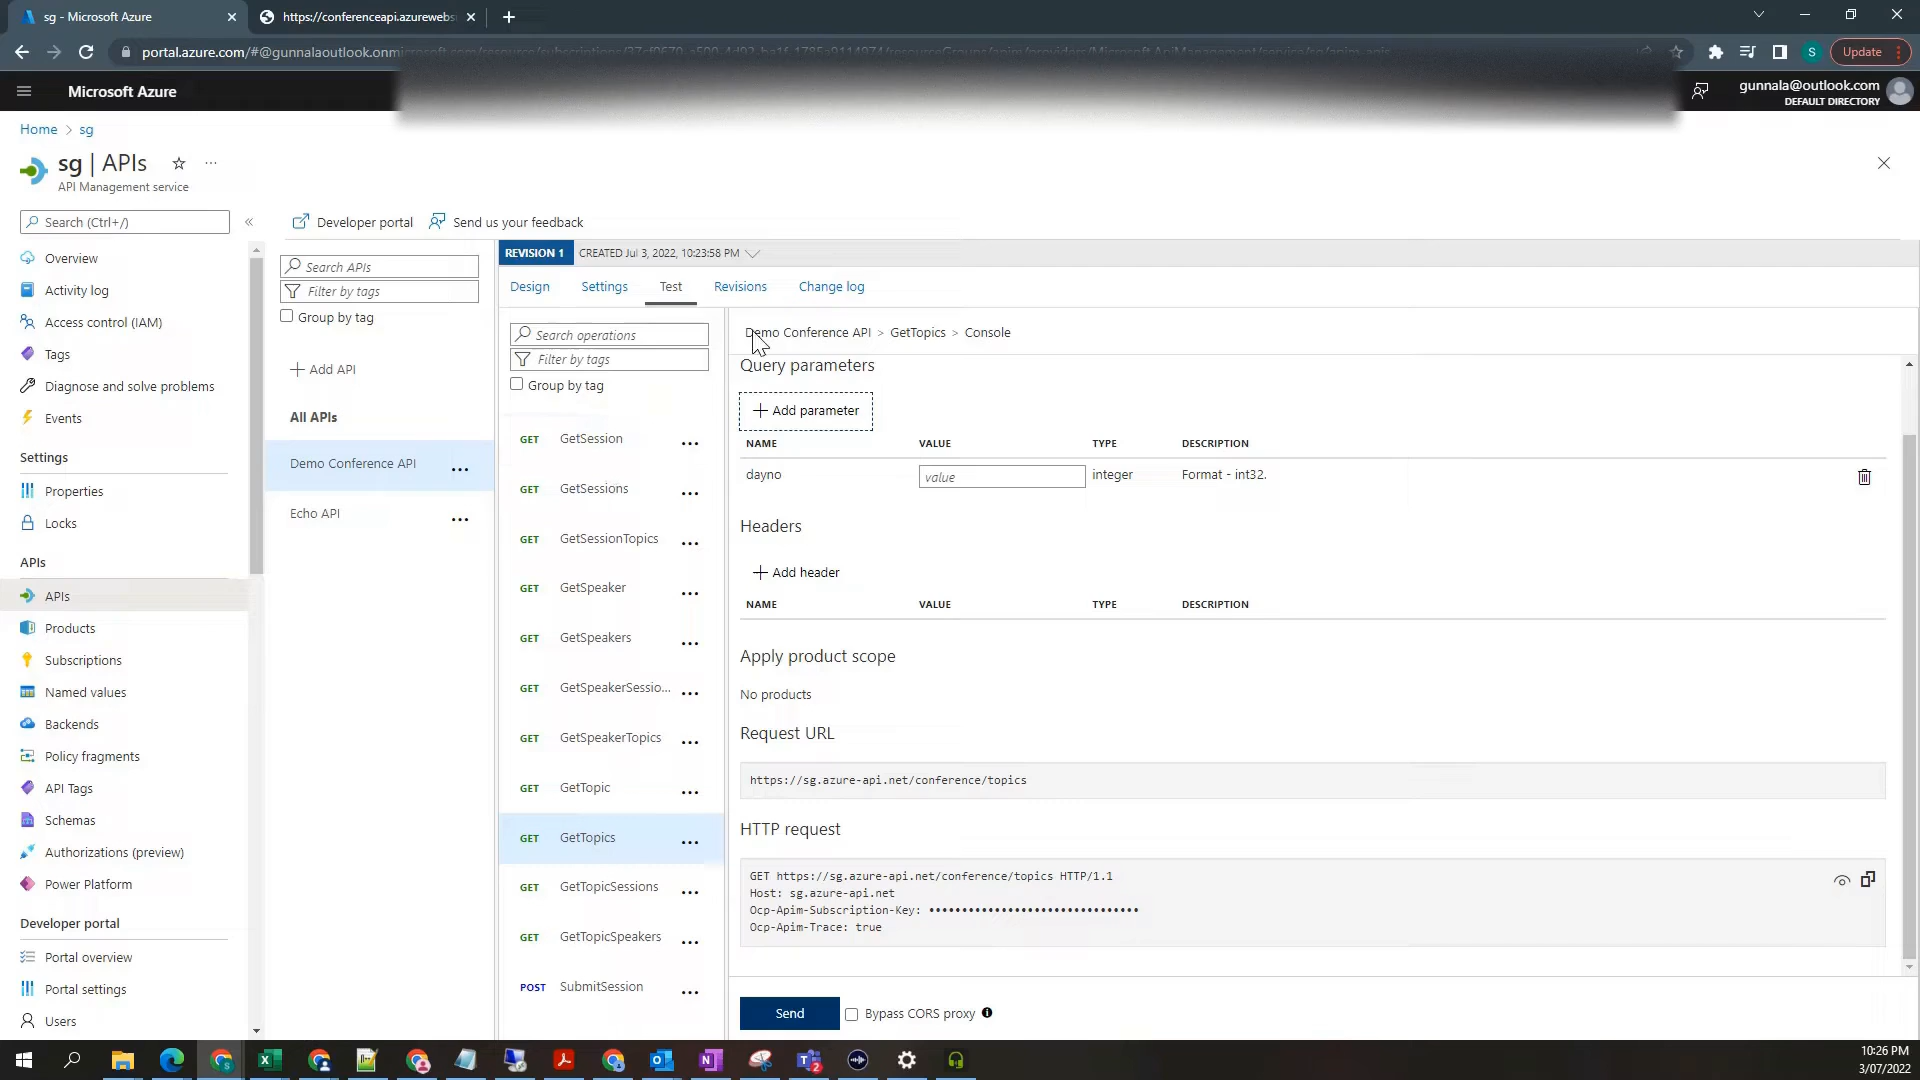 sg - Microsoft Azure
https://conferenceapi.azurewebs
portal.azure.com/#@gunnalaoutlook.onmicrosoft.com/resource/subscriptions/
S
Update
Microsoft Azure
gunnala@outlook.com
DEFAULT DIRECTORY
Home > sg
sg | APIs
API Management service
Search (Ctrl+/)
Overview
Activity log
Access control (IAM)
Tags
Diagnose and solve problems
Events
Settings
Properties
Locks
APIs
APIs
Products
Subscriptions
Named values
Backends
Policy fragments
API Tags
Schemas
Authorizations (preview)
Power Platform
Developer portal
Portal overview
Portal settings
Users
Developer portal
Send us your feedback
Search APIs
Filter by tags
Group by tag
Add API
All APIs
Demo Conference API
Echo API
REVISION 1
CREATED Jul 3, 2022, 10:23:58 PM
Design
Settings
Test
Revisions
Change log
Search operations
Filter by tags
Group by tag
GET GetSession
GET GetSessions
GET GetSessionTopics
GET GetSpeaker
GET GetSpeakers
GET GetSpeakerSessio...
GET GetSpeakerTopics
GET GetTopic
GET GetTopics
GET GetTopicSessions
GET GetTopicSpeakers
POST SubmitSession
Demo Conference API > GetTopics > Console
Query parameters
Add parameter
NAME VALUE TYPE DESCRIPTION
dayno value integer Format - int32.
Headers
Add header
NAME VALUE TYPE DESCRIPTION
Apply product scope
No products
Request URL
https://sg.azure-api.net/conference/topics
HTTP request
GET https://sg.azure-api.net/conference/topics HTTP/1.1
Host: sg.azure-api.net
Ocp-Apim-Subscription-Key: ••••••••••••••••••••••••••••••••
Ocp-Apim-Trace: true
Send
Bypass CORS proxy
10:26 PM
3/07/2022